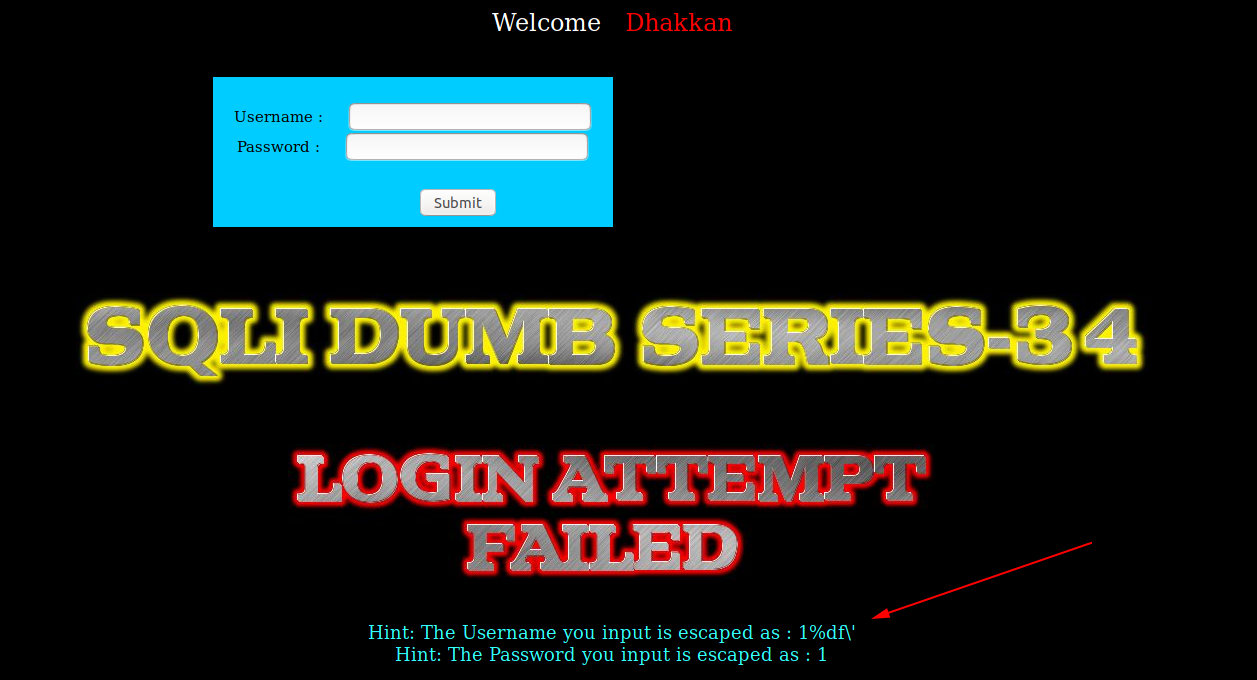 Welcome Dhakkan
Username :
Password :
Submit
SQLI DUMB SERIES-34
LOGIN ATTEMPT
FAILED
Hint: The Username you input is escaped as : 1%df\'
Hint: The Password you input is escaped as : 1